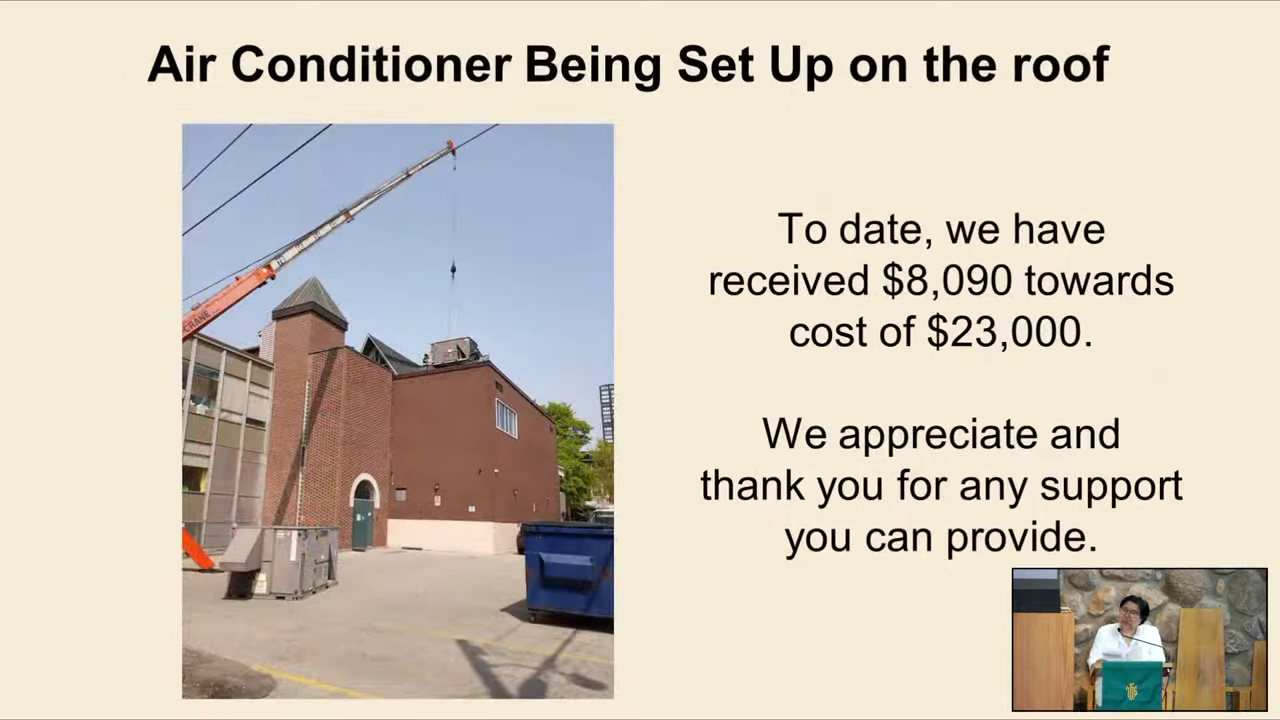 Air Conditioner Being Set Up on the roof
CRANE
To date, we have
received $8,090 towards
cost of $23,000.
We appreciate and
thank you for any support
you can provide.